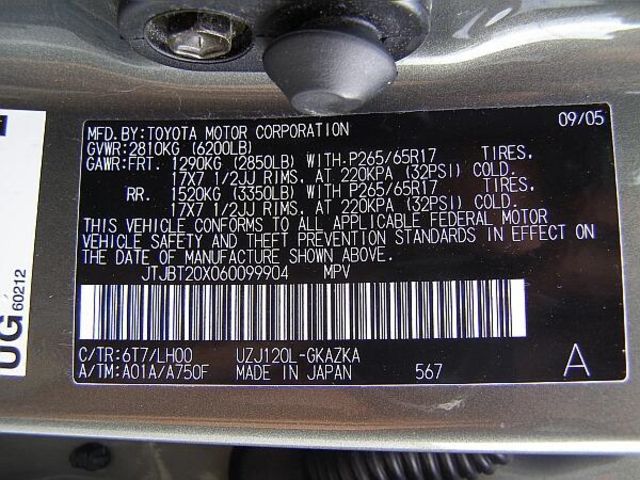 MFD.BY:TOYOTA MOTOR CORPORATION 09/05
GVWR:2810KG (6200LB)
GAWR:FRT. 1290KG (2850LB) WITH-P265/65R17 TIRES.
17X7 1/2JJ RIMS. AT 220KPA (32PSI) COLD.
RR. 1520KG (3350LB) WITH-P265/65R17 TIRES.
17X7 1/2JJ RIMS. AT 220KPA (32PSI) COLD.
THIS VEHICLE CONFORMS TO ALL APPLICABLE FEDERAL MOTOR
VEHICLE SAFETY AND THEFT PREVENTION STANDARDS IN EFFECT ON
THE DATE OF MANUFACTURE SHOWN ABOVE.
JTJBT20X060099904 MPV
C/TR:6T7/LH00 UZJ120L-GKAZKA
A/TM:A01A/A750F MADE IN JAPAN 567 A
UG
60212